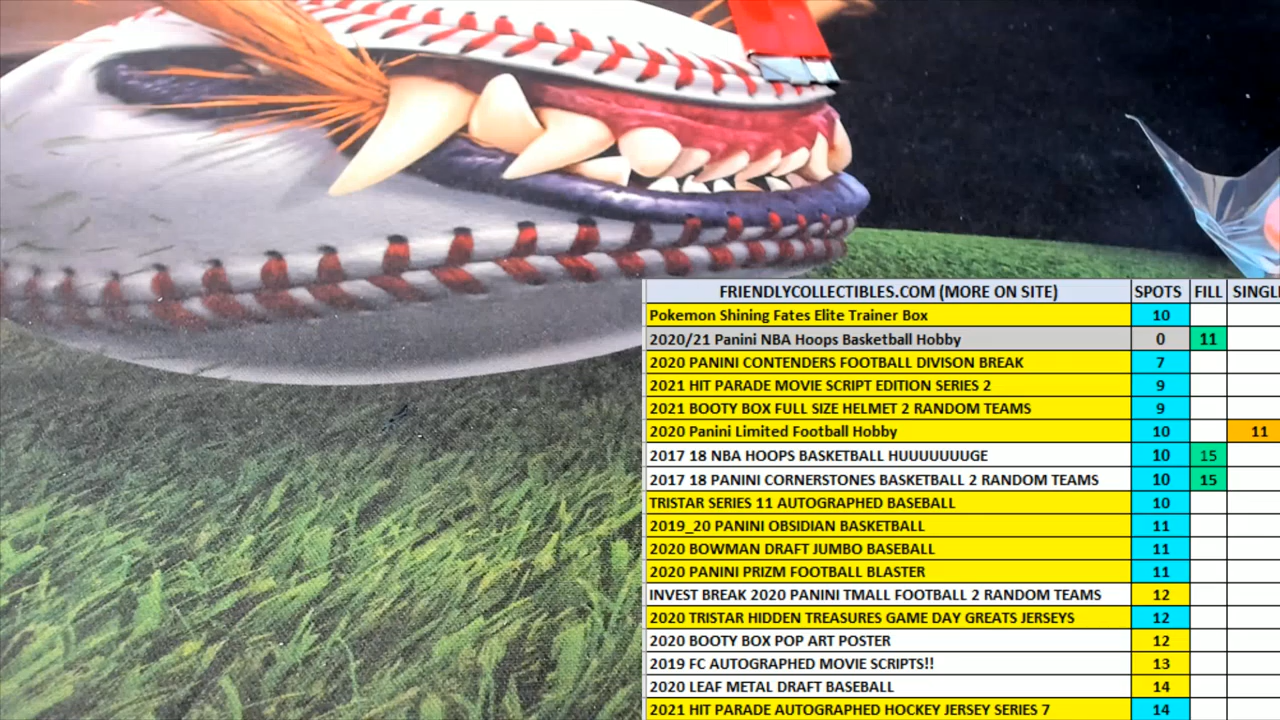 FRIENDLYCOLLECTIBLES.COM (MORE ON SITE) SPOTS FILL SINGL
Pokemon Shining Fates Elite Trainer Box 10
2020/21 Panini NBA Hoops Basketball Hobby 0 11
2020 PANINI CONTENDERS FOOTBALL DIVISON BREAK 7
2021 HIT PARADE MOVIE SCRIPT EDITION SERIES 2 9
2021 BOOTY BOX FULL SIZE HELMET 2 RANDOM TEAMS 9
2020 Panini Limited Football Hobby 10 11
2017 18 NBA HOOPS BASKETBALL HUUUUUUUGE 10 15
2017 18 PANINI CORNERSTONES BASKETBALL 2 RANDOM TEAMS 10 15
TRISTAR SERIES 11 AUTOGRAPHED BASEBALL 10
2019_20 PANINI OBSIDIAN BASKETBALL 11
2020 BOWMAN DRAFT JUMBO BASEBALL 11
2020 PANINI PRIZM FOOTBALL BLASTER 11
INVEST BREAK 2020 PANINI TMALL FOOTBALL 2 RANDOM TEAMS 12
2020 TRISTAR HIDDEN TREASURES GAME DAY GREATS JERSEYS 12
2020 BOOTY BOX POP ART POSTER 12
2019 FC AUTOGRAPHED MOVIE SCRIPTS!! 13
2020 LEAF METAL DRAFT BASEBALL 14
2021 HIT PARADE AUTOGRAPHED HOCKEY JERSEY SERIES 7 14